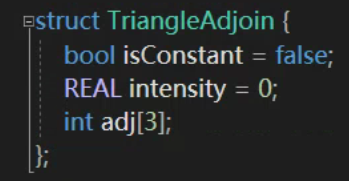 struct TriangleAdjoin {
bool isConstant = false;
REAL intensity = 0;
int adj[3];
};